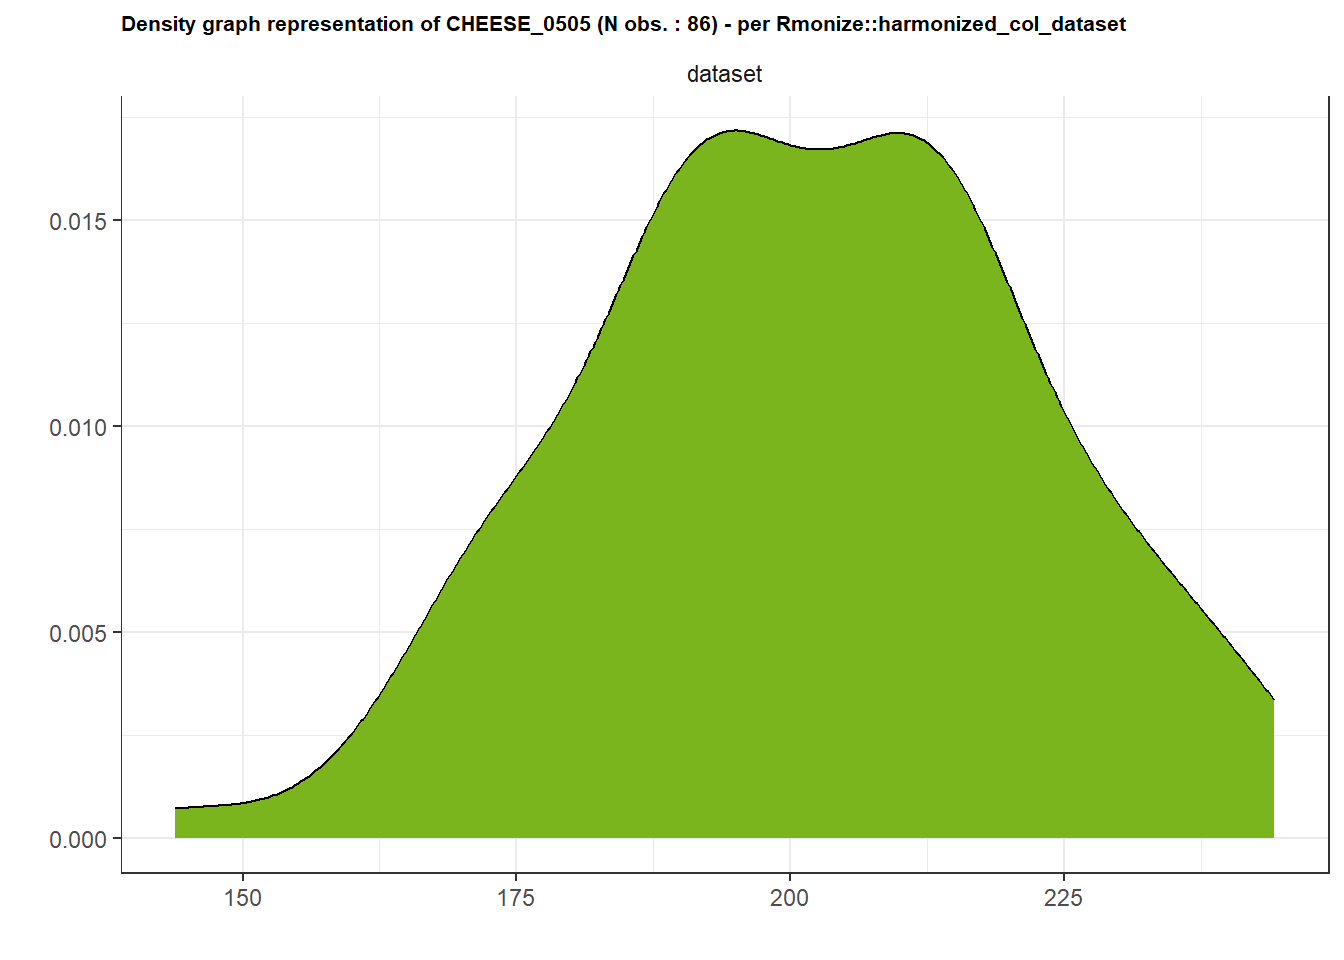 Density graph representation of CHEESE_0505 (N obs. : 86) - per Rmonize::harmonized_col_dataset
dataset
0.015
0.010
0.005
0.000
150 175 200 225